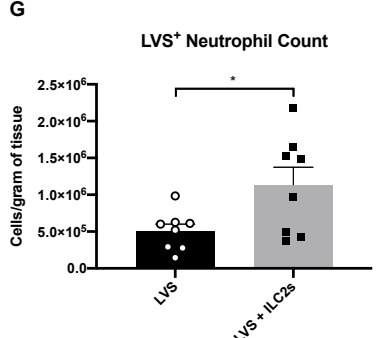 G
LVS⁺ Neutrophil Count
*
Cells/gram of tissue
2.5×10⁶
2.0×10⁶
1.5×10⁶
1.0×10⁶
5.0×10⁵
0.0
LVS
LVS + ILC2s